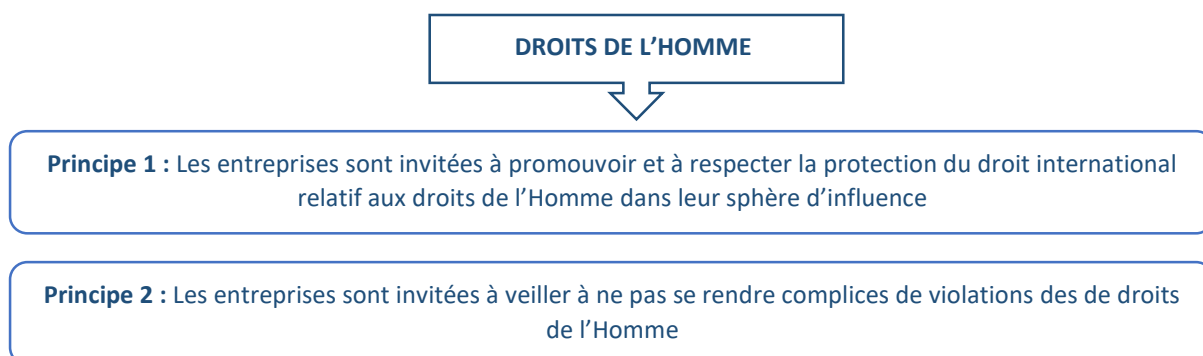 DROITS DE L’HOMME
Principe 1 : Les entreprises sont invitées à promouvoir et à respecter la protection du droit international
relatif aux droits de l’Homme dans leur sphère d’influence
Principe 2 : Les entreprises sont invitées à veiller à ne pas se rendre complices de violations des de droits
de l’Homme